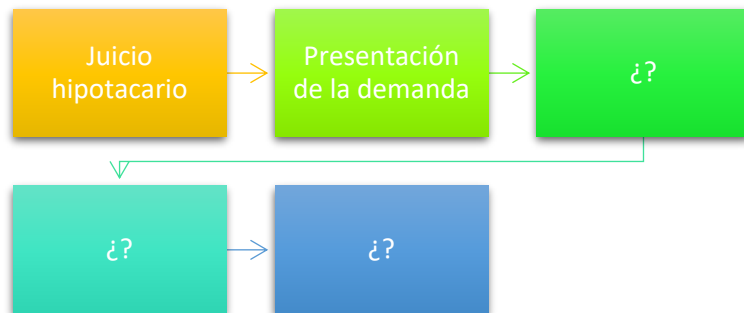 Juicio
hipotacario
Presentación
de la demanda
¿?
¿?
¿?